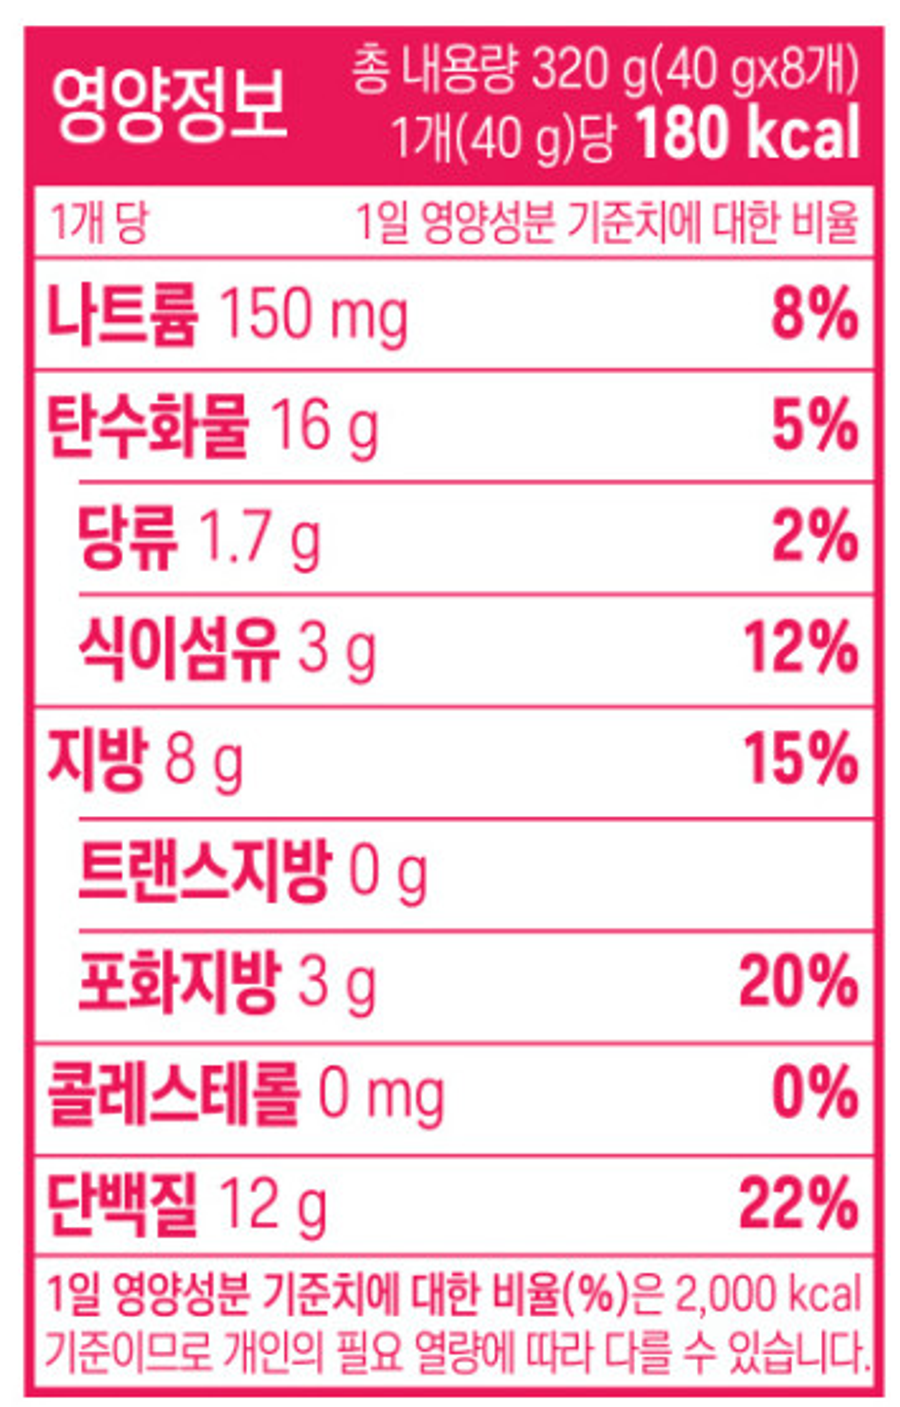 영양정보
총 내용량 320 g(40 gx8개)
1개(40 g)당 180 kcal
1개 당 1일 영양성분 기준치에 대한 비율
나트륨 150 mg 8%
탄수화물 16 g 5%
당류 1.7 g 2%
식이섬유 3 g 12%
지방 8 g 15%
트랜스지방 0 g
포화지방 3 g 20%
콜레스테롤 0 mg 0%
단백질 12 g 22%
1일 영양성분 기준치에 대한 비율(%)은 2,000 kcal
기준이므로 개인의 필요 열량에 따라 다를 수 있습니다.